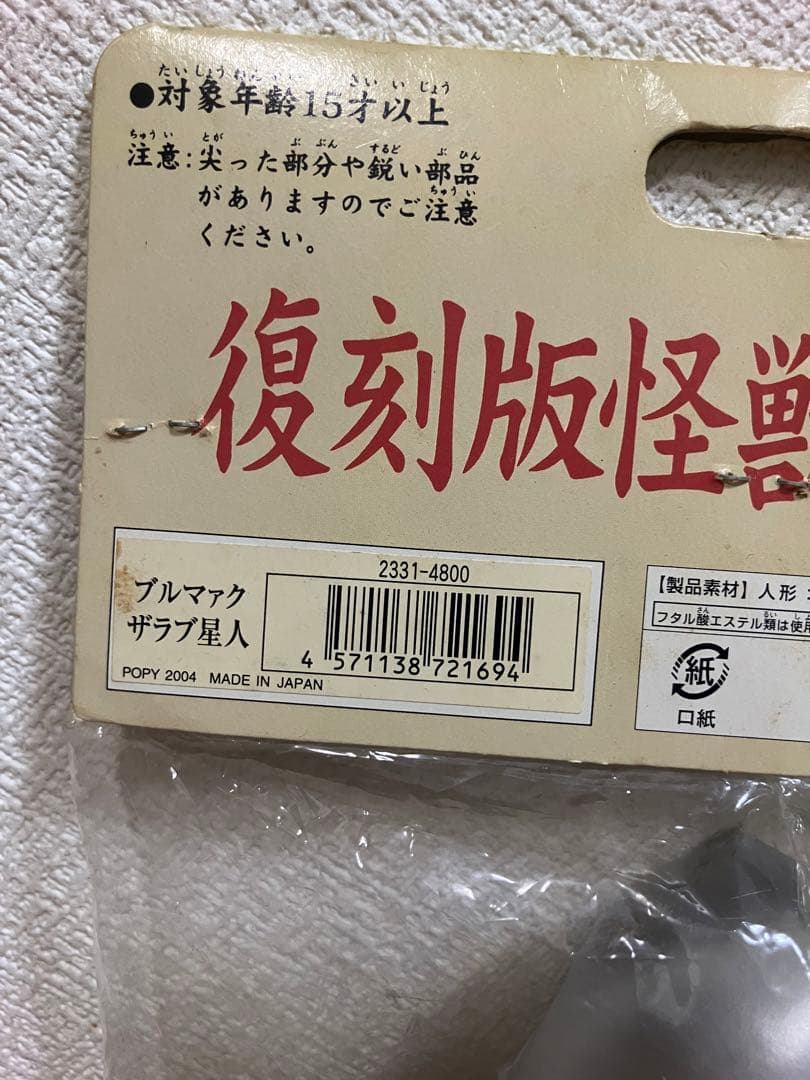 ●対象年齢15才以上
注意:尖った部分や鋭い部品
がありますのでご注意
ください。
復刻版怪獣
ブルマァク
ザラブ星人
2331-4800
4 571138 721694
POPY 2004 MADE IN JAPAN
【製品素材】人形
フタル酸エステル類は使用
紙
口紙